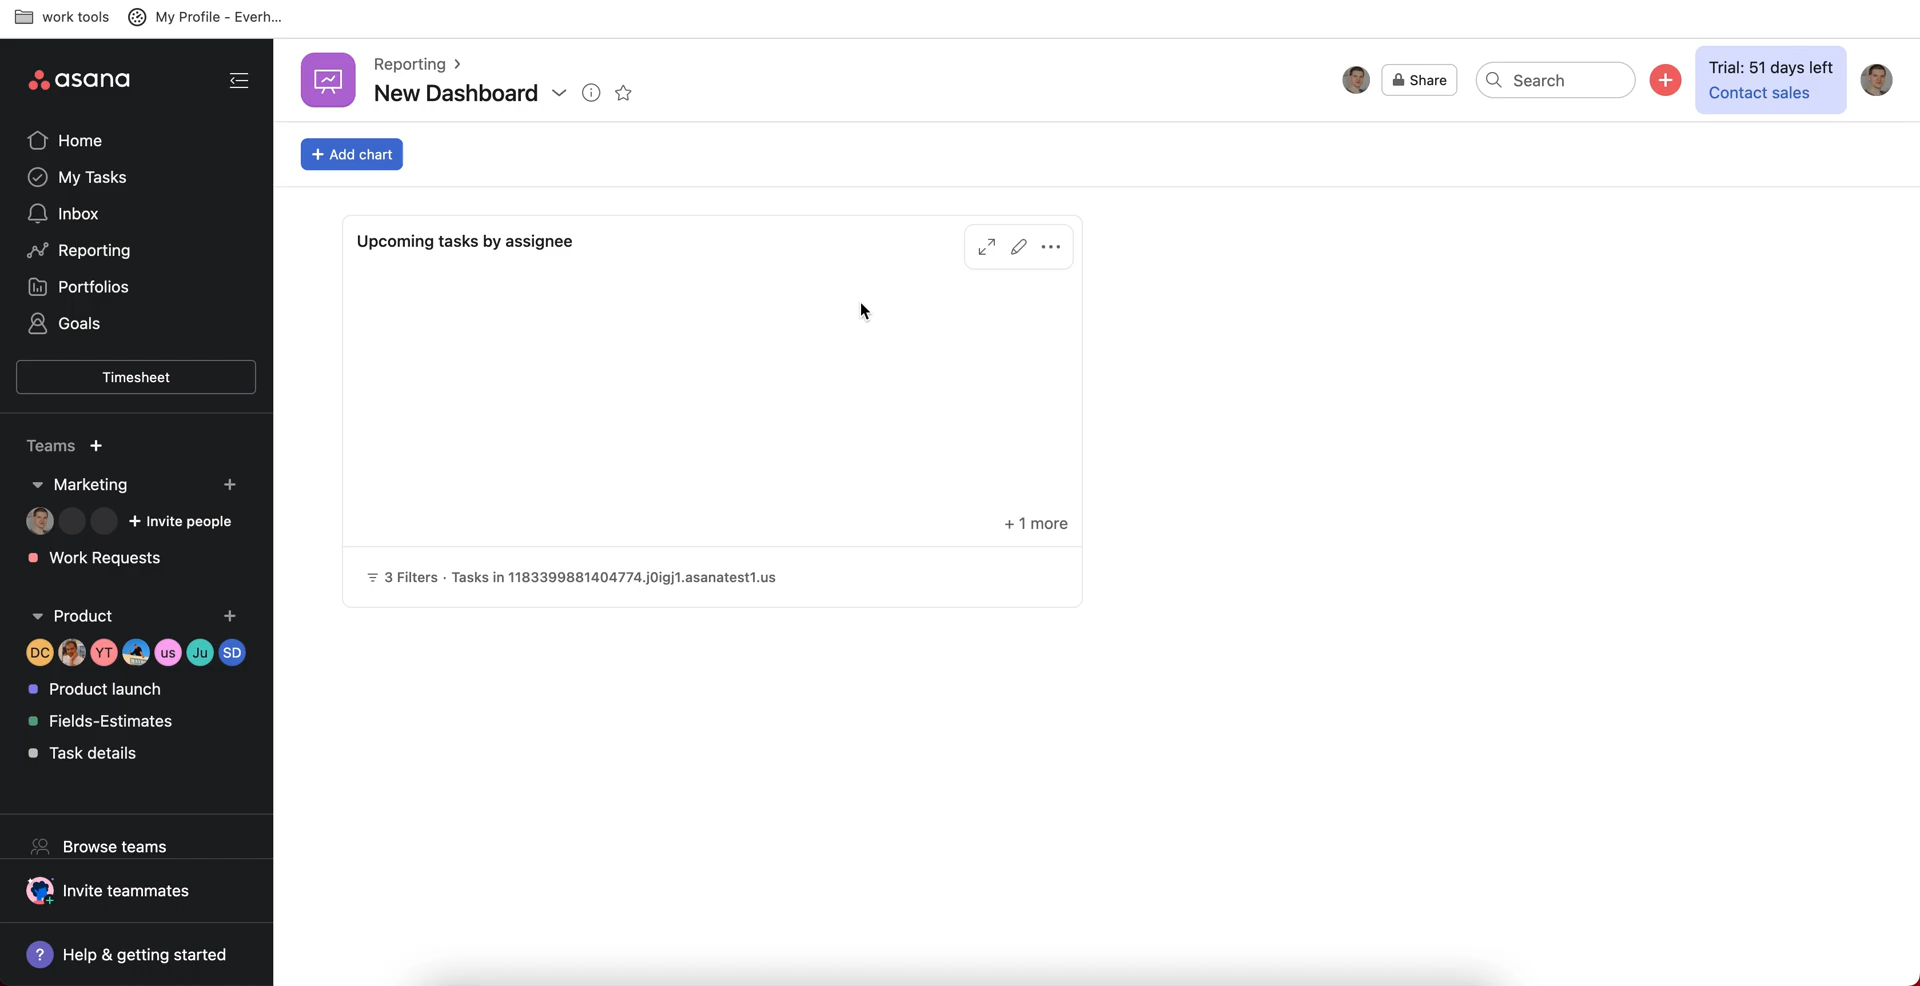 work tools
My Profile - Everh...
asana
Home
My Tasks
Inbox
Reporting
Portfolios
Goals
Timesheet
Teams +
Marketing +
+ Invite people
Work Requests
Product +
DC YT us Ju SD
Product launch
Fields-Estimates
Task details
Browse teams
Invite teammates
? Help & getting started
Reporting >
New Dashboard
Share
Search
+
Trial: 51 days left
Contact sales
+ Add chart
Upcoming tasks by assignee
+ 1 more
3 Filters · Tasks in 1183399881404774.j0igj1.asanatest1.us